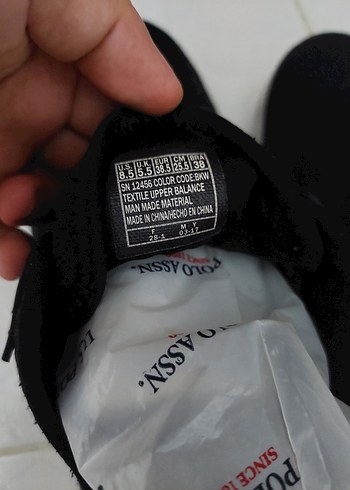 U.S U.K EUR CM BRA
8.5 5.5 38.5 25.5 38
SN 12456 COLOR CODE:BKW
TEXTILE UPPER BALANCE
MAN MADE MATERIAL
MADE IN CHINA/HECHO EN CHINA
F M Y
28-1 03-17
POLO ASSN.
POLO ASSN.
SINCE